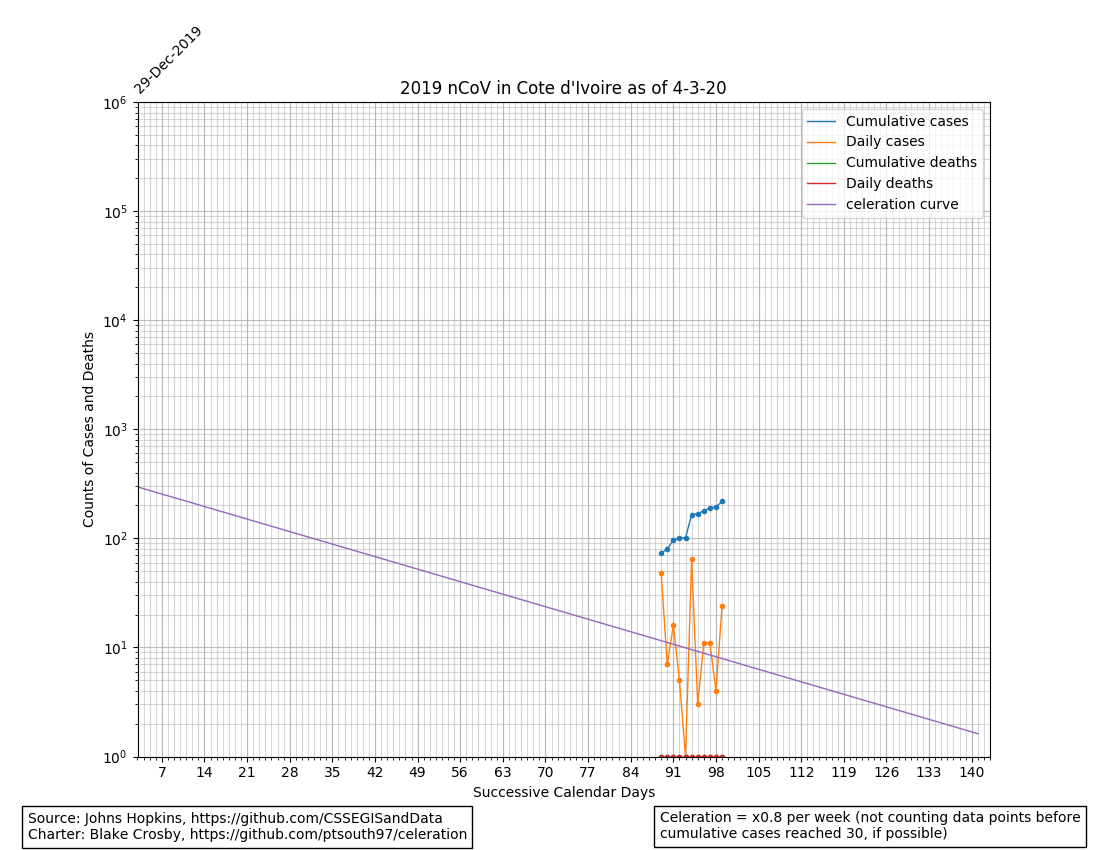 29-Dec-2019
2019 nCoV in Cote d'Ivoire as of 4-3-20
Counts of Cases and Deaths
10^6
10^5
10^4
10^3
10^2
10^1
10^0
Cumulative cases
Daily cases
Cumulative deaths
Daily deaths
celeration curve
7 14 21 28 35 42 49 56 63 70 77 84 91 98 105 112 119 126 133 140
Successive Calendar Days
Source: Johns Hopkins, https://github.com/CSSEGISandData
Charter: Blake Crosby, https://github.com/ptsouth97/celeration
Celeration = x0.8 per week (not counting data points before
cumulative cases reached 30, if possible)